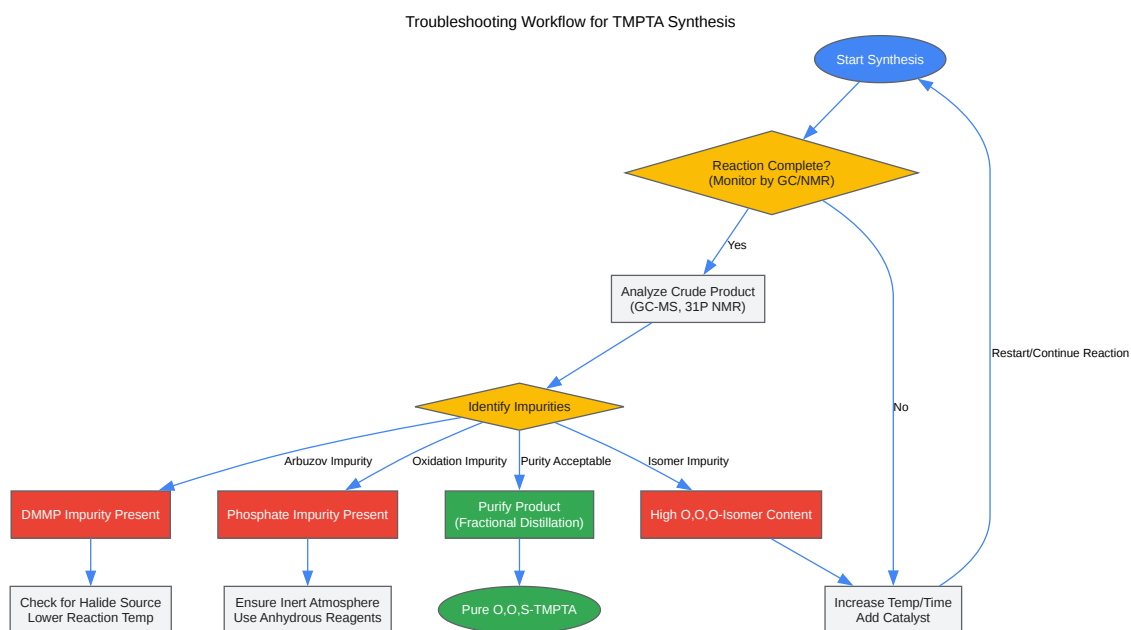 Troubleshooting Workflow for TMPTA Synthesis
Start Synthesis
Reaction Complete?
(Monitor by GC/NMR)
Yes
Analyze Crude Product
(GC-MS, 31P NMR)
Restart/Continue Reaction
Identify Impurities
No
Arbuzov Impurity
Oxidation Impurity
Purity Acceptable
Isomer Impurity
DMMP Impurity Present
Phosphate Impurity Present
Purify Product
(Fractional Distillation)
High O,O,O-Isomer Content
Check for Halide Source
Lower Reaction Temp
Ensure Inert Atmosphere
Use Anhydrous Reagents
Pure O,O,S-TMPTA
Increase Temp/Time
Add Catalyst